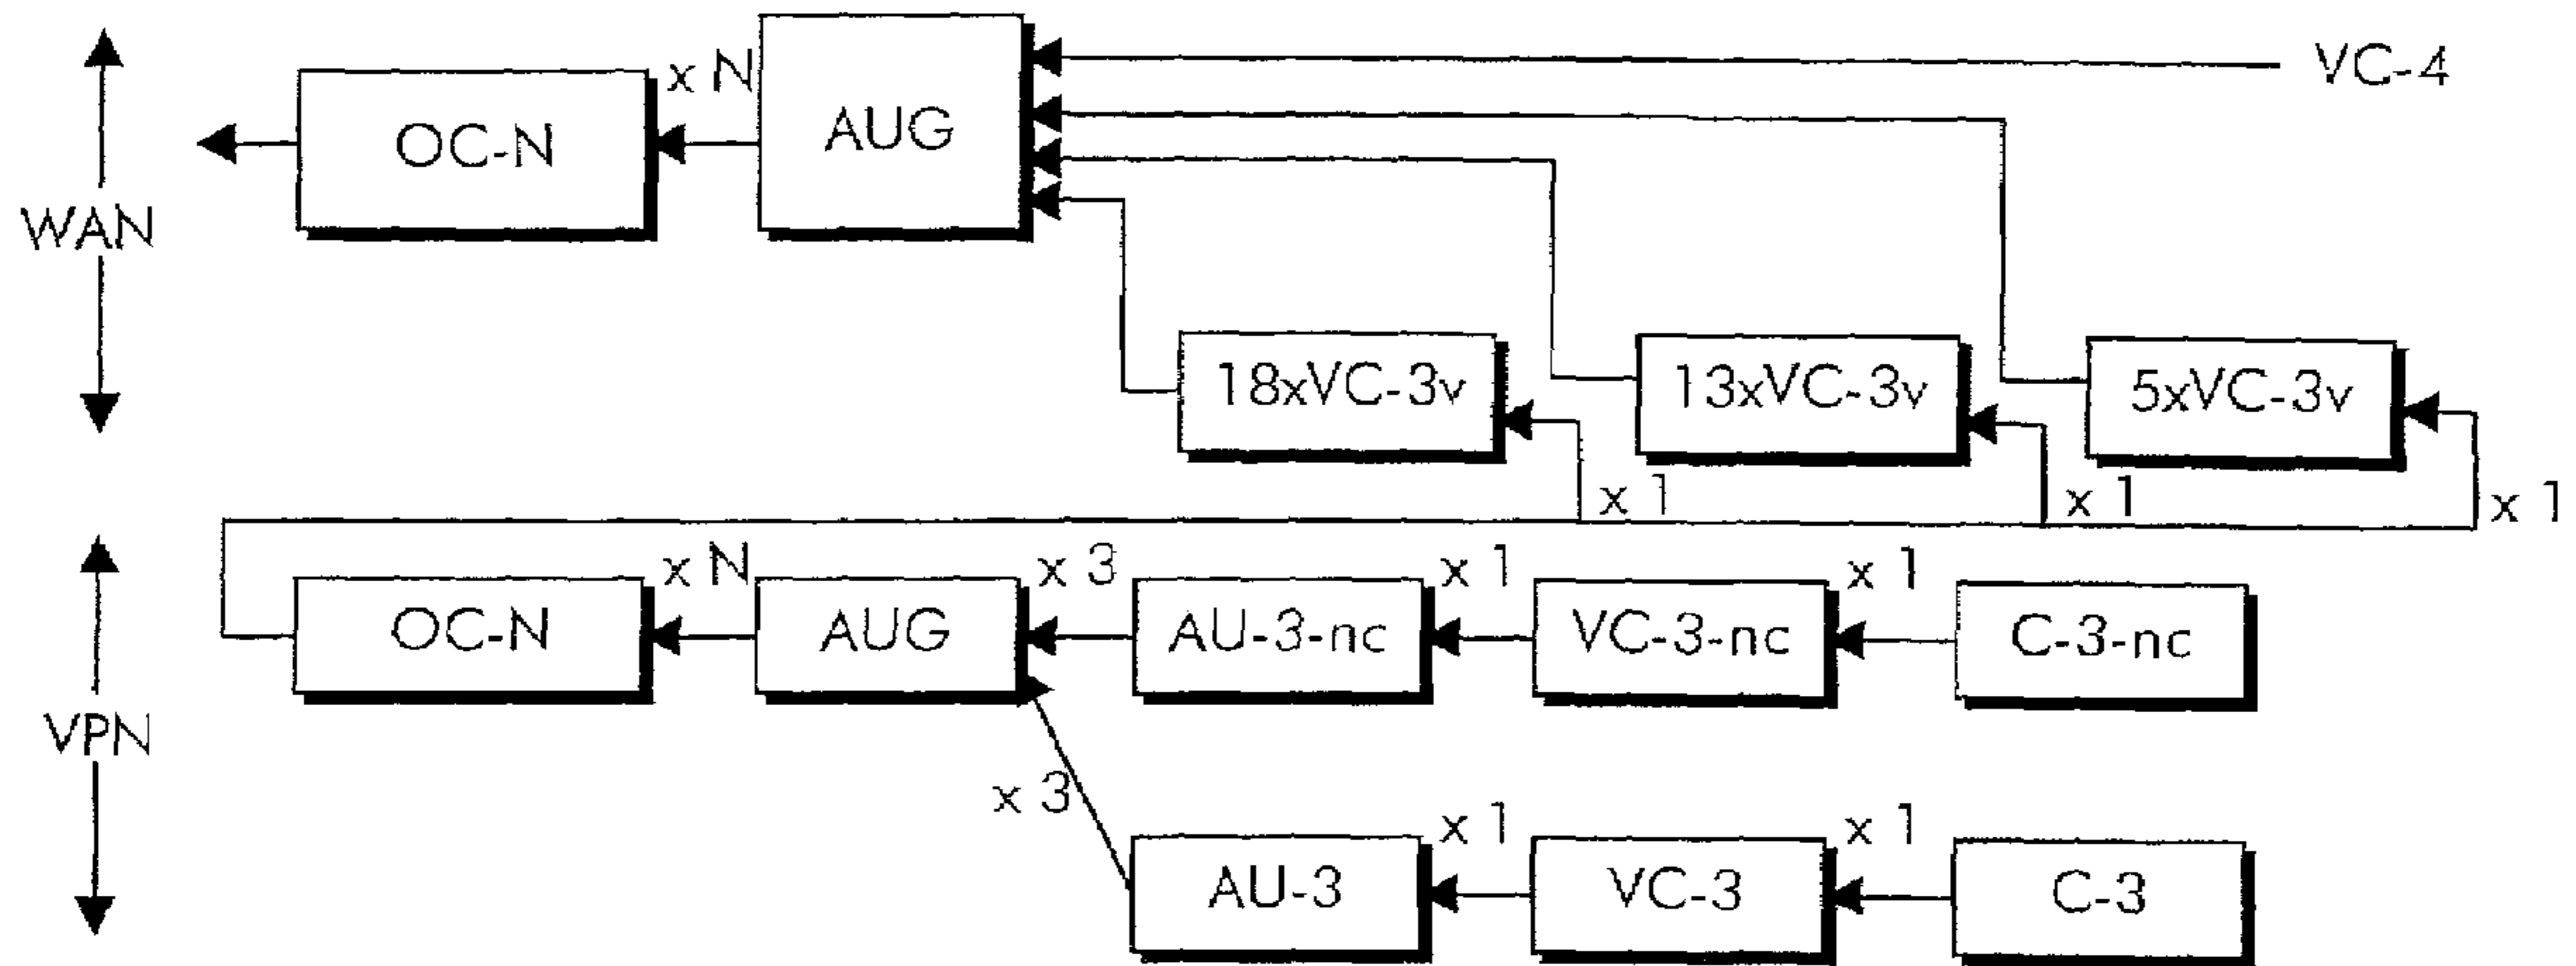 x N
VC-4
OC-N
AUG
WAN
18xVC-3v
13xVC-3v
5xVC-3v
x 1
x 1
x 1
x N
x 3
x 1
x 1
OC-N
AUG
AU-3-nc
VC-3-nc
C-3-nc
VPN
x 3
x 1
x 1
AU-3
VC-3
C-3